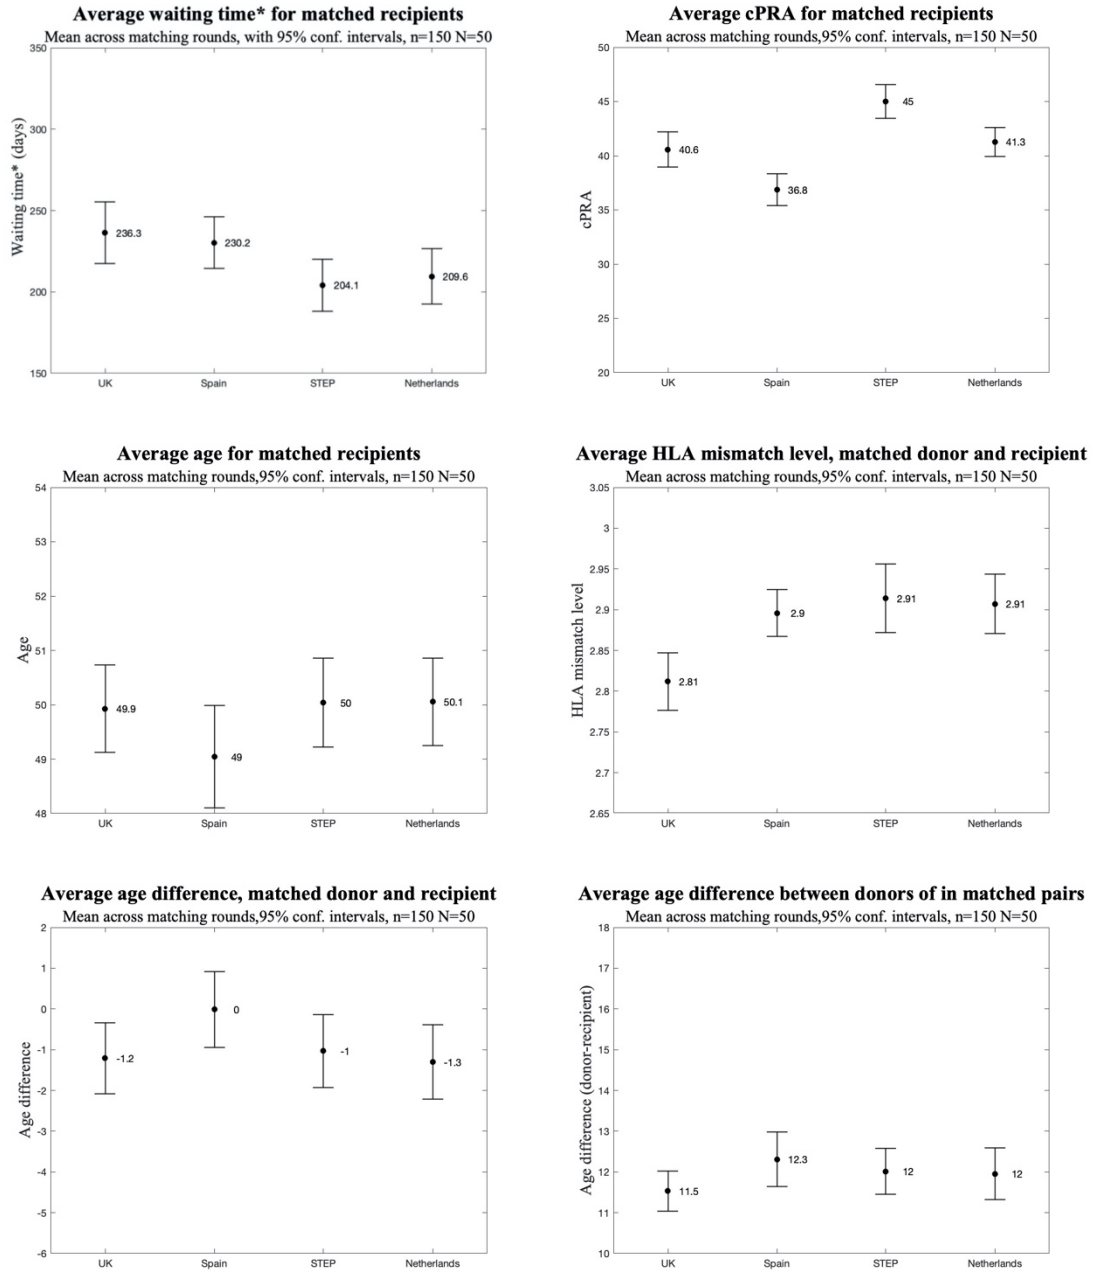 Average waiting time* for matched recipients
Mean across matching rounds, with 95% conf. intervals, n=150 N=50
350
300
250
200
150
Waiting time* (days)
236.3
230.2
204.1
209.6
UK Spain STEP Netherlands
Average cPRA for matched recipients
Mean across matching rounds,95% conf. intervals, n=150 N=50
50
45
40
35
30
25
20
cPRA
40.6
36.8
45
41.3
UK Spain STEP Netherlands
Average age for matched recipients
Mean across matching rounds,95% conf. intervals, n=150 N=50
54
53
52
51
50
49
48
Age
49.9
49
50
50.1
UK Spain STEP Netherlands
Average HLA mismatch level, matched donor and recipient
Mean across matching rounds,95% conf. intervals, n=150 N=50
3.05
3
2.95
2.9
2.85
2.8
2.75
2.7
2.65
HLA mismatch level
2.81
2.9
2.91
2.91
UK Spain STEP Netherlands
Average age difference, matched donor and recipient
Mean across matching rounds,95% conf. intervals, n=150 N=50
2
1
0
-1
-2
-3
-4
-5
-6
Age difference
-1.2
0
-1
-1.3
UK Spain STEP Netherlands
Average age difference between donors of in matched pairs
Mean across matching rounds,95% conf. intervals, n=150 N=50
18
17
16
15
14
13
12
11
10
Age difference (donor-recipient)
11.5
12.3
12
12
UK Spain STEP Netherlands